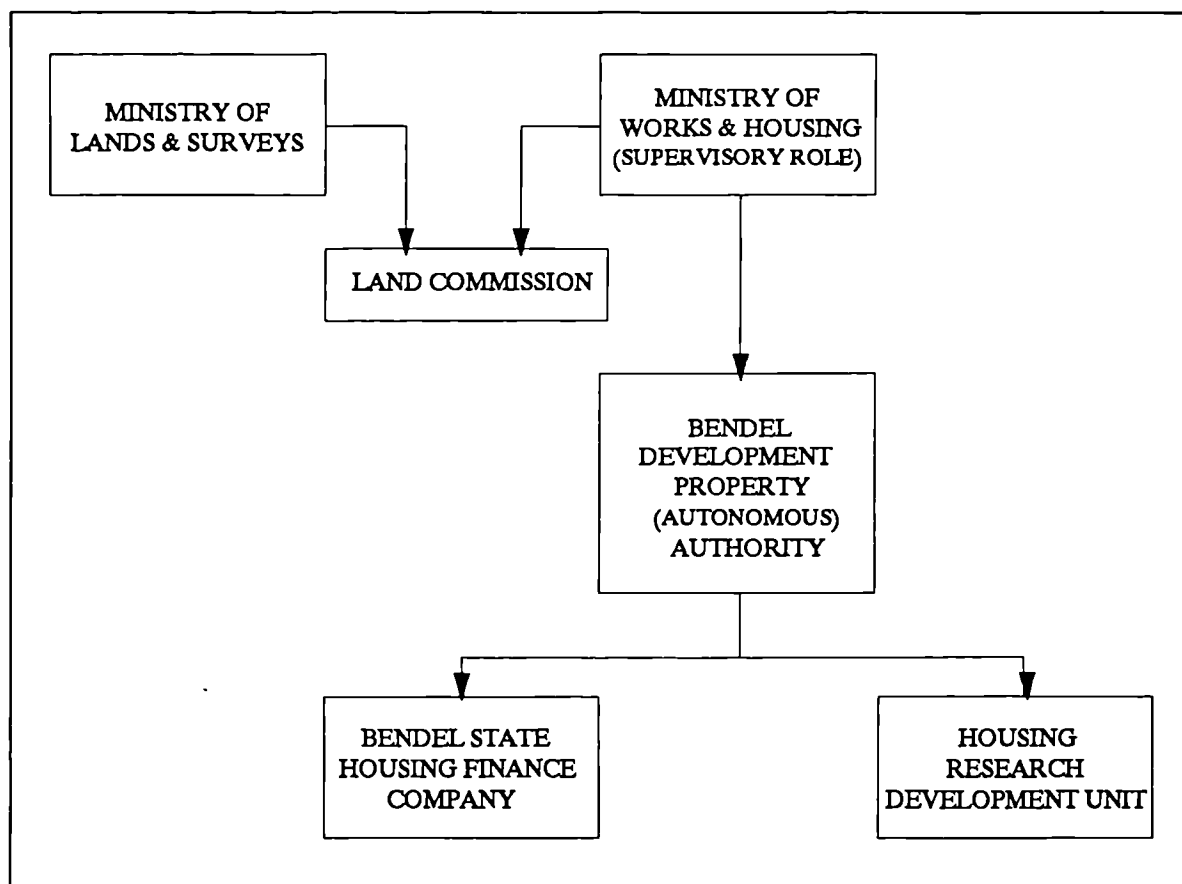 MINISTRY OF
LANDS & SURVEYS
MINISTRY OF
WORKS & HOUSING
(SUPERVISORY ROLE)
LAND COMMISSION
BENDEL
DEVELOPMENT
PROPERTY
(AUTONOMOUS)
AUTHORITY
BENDEL STATE
HOUSING FINANCE
COMPANY
HOUSING
RESEARCH
DEVELOPMENT UNIT